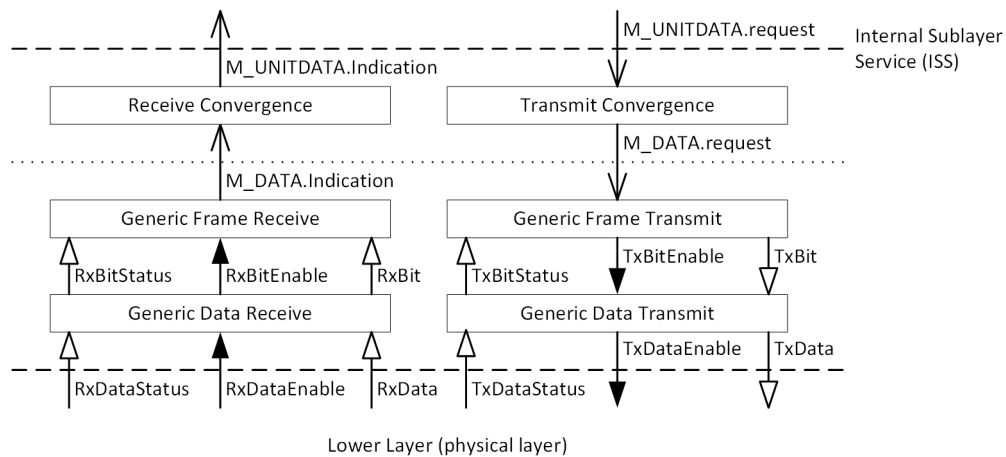 M_UNITDATA.request
Internal Sublayer
Service (ISS)
M_UNITDATA.Indication
Receive Convergence
Transmit Convergence
M_DATA.request
M_DATA.Indication
Generic Frame Receive
Generic Frame Transmit
RxBitStatus
RxBitEnable
RxBit
TxBitStatus
TxBitEnable
TxBit
Generic Data Receive
Generic Data Transmit
TxDataEnable
TxData
RxDataStatus
RxDataEnable
RxData
TxDataStatus
Lower Layer (physical layer)